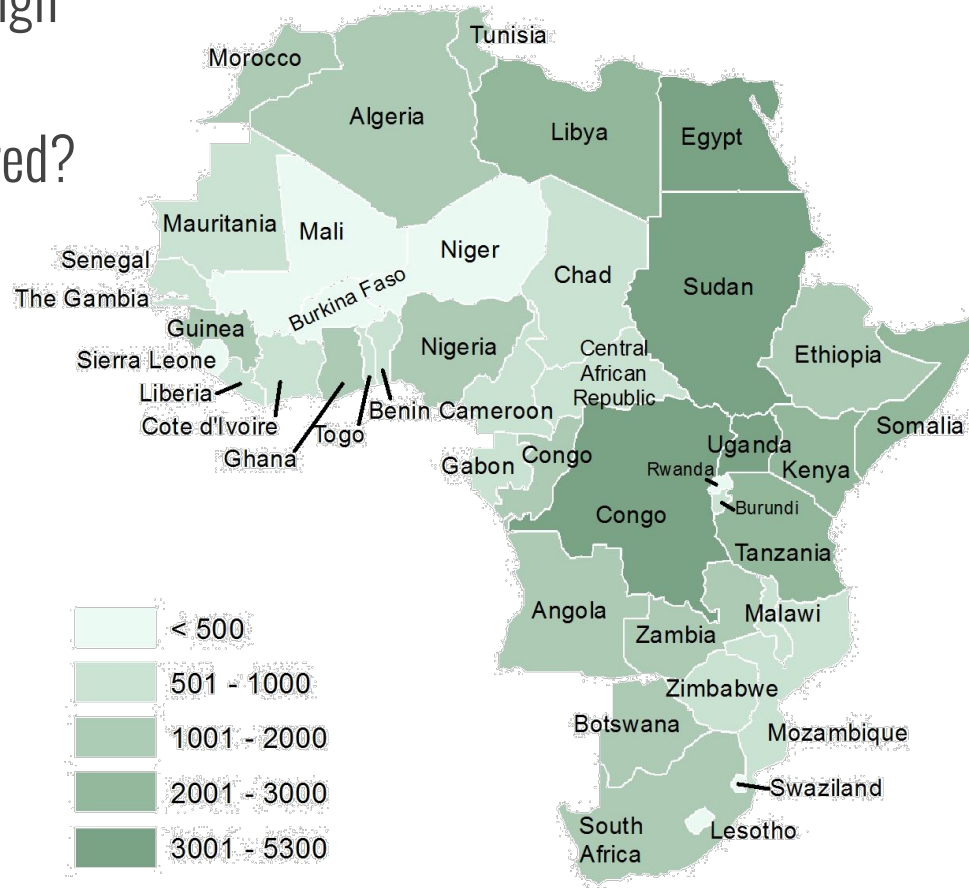 ign
ed?
Tunisia
Morocco
Algeria
Libya
Egypt
Mauritania
Mali
Niger
Chad
Sudan
Senegal
The Gambia
Burkina Faso
Guinea
Nigeria
Central
African
Republic
Ethiopia
Sierra Leone
Liberia
Cote d'Ivoire
Togo
Ghana
Benin
Cameroon
Gabon
Congo
Uganda
Kenya
Somalia
Rwanda
Burundi
Congo
Tanzania
Angola
Zambia
Malawi
Zimbabwe
Botswana
Mozambique
Swaziland
South
Africa
Lesotho
< 500
501 - 1000
1001 - 2000
2001 - 3000
3001 - 5300